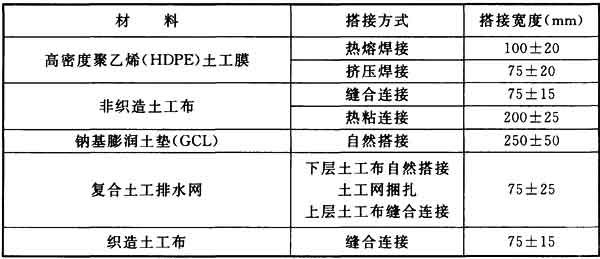 材 料 搭接方式 搭接宽度(mm)
高密度聚乙烯(HDPE)土工膜 热熔焊接 100±20
挤压焊接 75±20
非织造土工布 缝合连接 75±15
热粘连接 200±25
钠基膨润土垫(GCL) 自然搭接 250±50
复合土工排水网 下层土工布自然搭接 75±25
土工网捆扎
上层土工布缝合连接
织造土工布 缝合连接 75±15